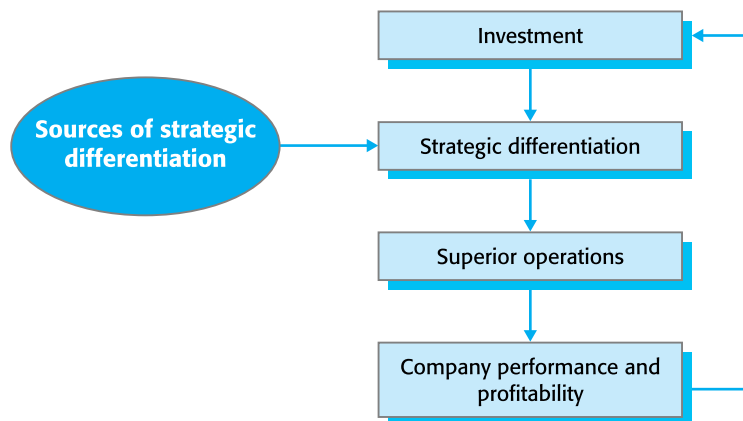 Investment
Sources of strategic
differentiation
Strategic differentiation
Superior operations
Company performance and
profitability